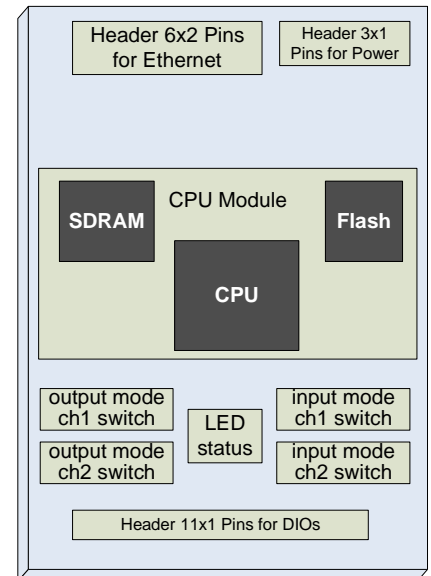 Header 6x2 Pins
for Ethernet
Header 3x1
Pins for Power
CPU Module
SDRAM
Flash
CPU
output mode
ch1 switch
input mode
ch1 switch
LED
status
output mode
ch2 switch
input mode
ch2 switch
Header 11x1 Pins for DIOs